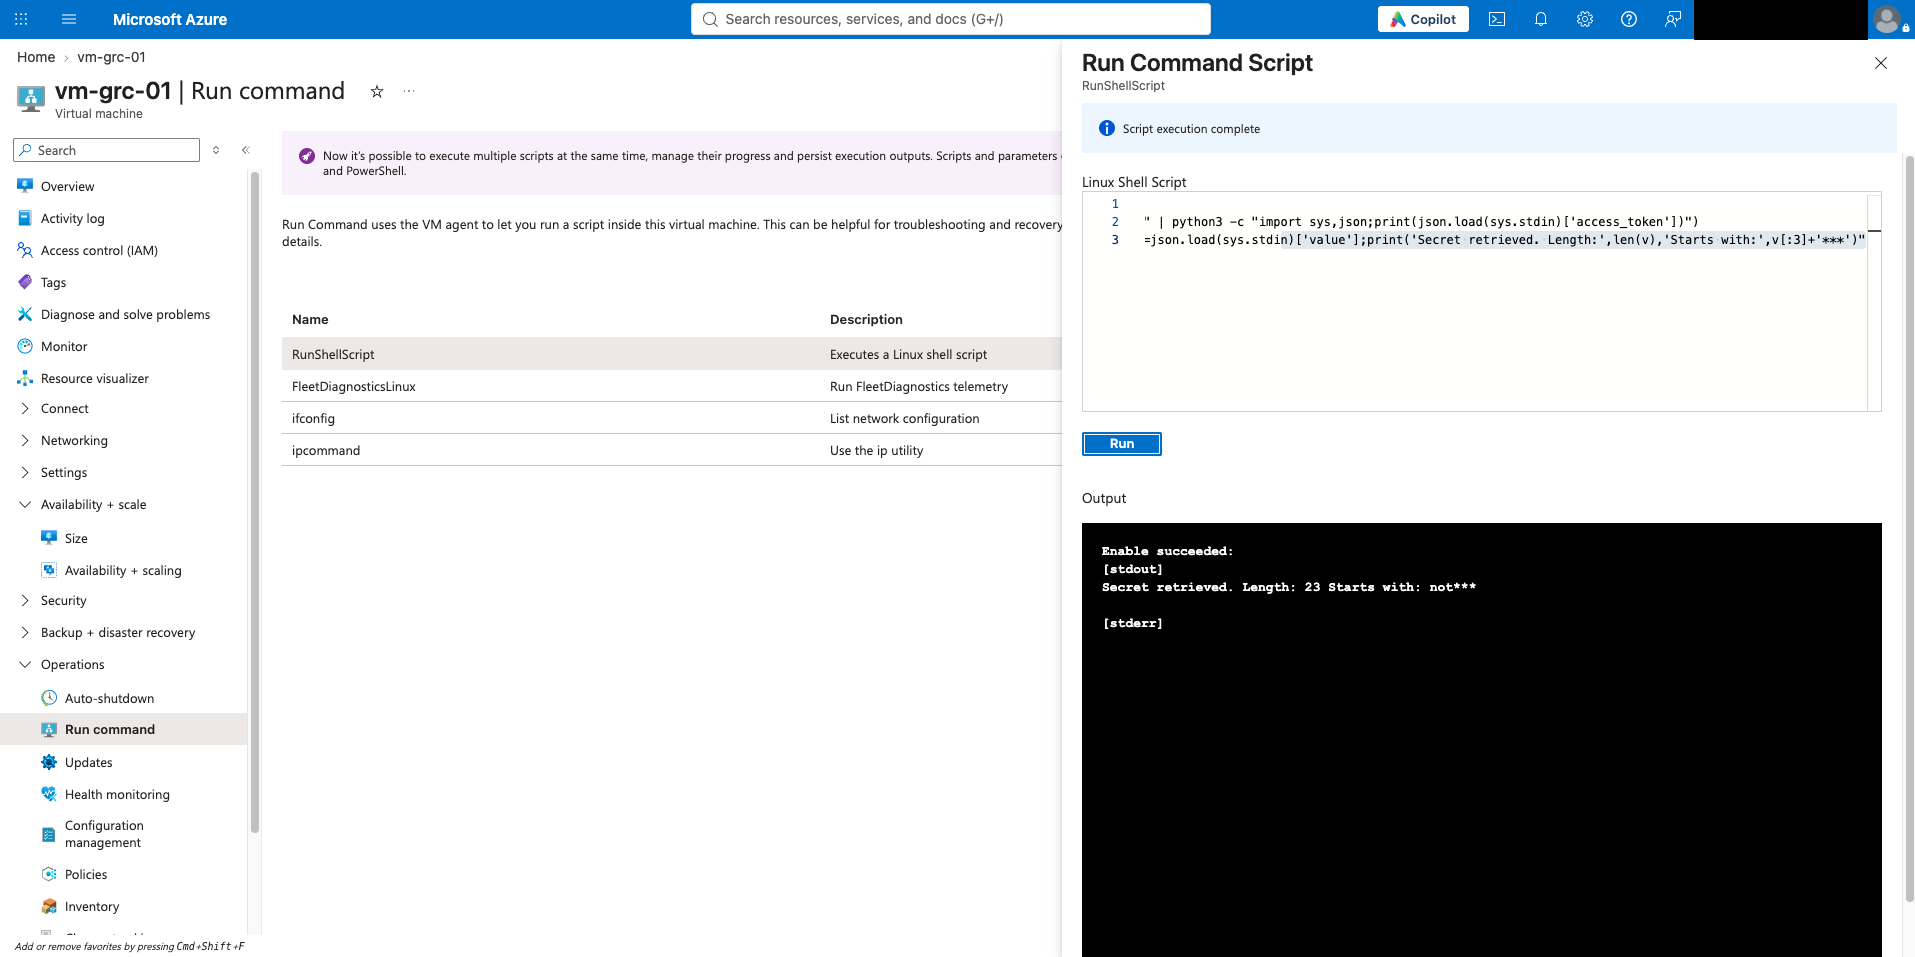 Microsoft Azure
Search resources, services, and docs (G+/)
Copilot
Home > vm-grc-01
vm-grc-01 | Run command
Virtual machine
Search
Overview
Activity log
Access control (IAM)
Tags
Diagnose and solve problems
Monitor
Resource visualizer
Connect
Networking
Settings
Availability + scale
Size
Availability + scaling
Security
Backup + disaster recovery
Operations
Auto-shutdown
Run command
Updates
Health monitoring
Configuration
management
Policies
Inventory
Add or remove favorites by pressing Cmd+Shift+F
Now it's possible to execute multiple scripts at the same time, manage their progress and persist execution outputs. Scripts and parameters
and PowerShell.
Run Command uses the VM agent to let you run a script inside this virtual machine. This can be helpful for troubleshooting and recovery
details.
Name Description
RunShellScript Executes a Linux shell script
FleetDiagnosticsLinux Run FleetDiagnostics telemetry
ifconfig List network configuration
ipcommand Use the ip utility
Run Command Script
RunShellScript
Script execution complete
Linux Shell Script
1
2 " | python3 -c "import sys,json;print(json.load(sys.stdin)['access_token'])")
3 =json.load(sys.stdin)['value'];print('Secret retrieved. Length:',len(v),'Starts with:',v[:3]+'***')"
Run
Output
Enable succeeded:
[stdout]
Secret retrieved. Length: 23 Starts with: not***
[stderr]